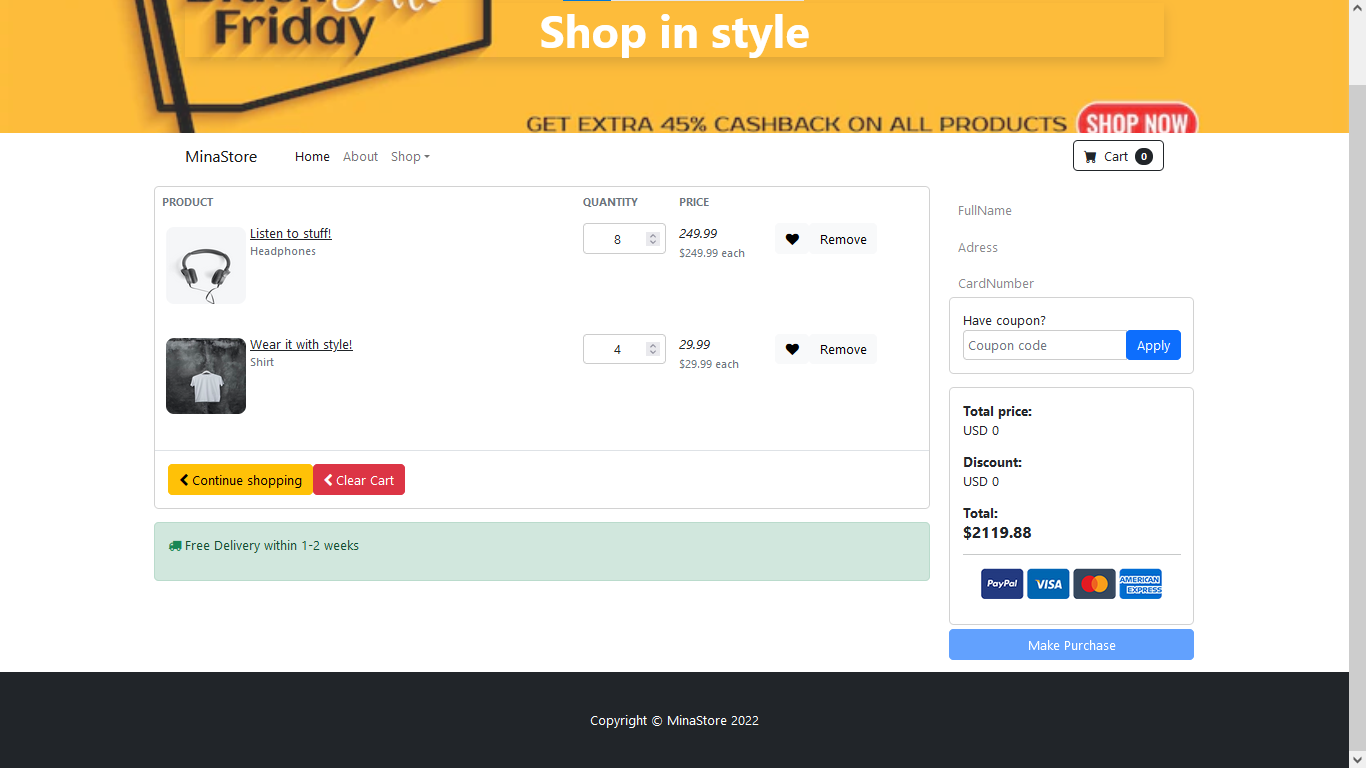 Friday
Shop in style
GET EXTRA 45% CASHBACK ON ALL PRODUCTS
SHOP NOW
MinaStore
Home
About
Shop
Cart 0
PRODUCT
QUANTITY
PRICE
Listen to stuff!
Headphones
8
249.99
$249.99 each
Remove
Wear it with style!
Shirt
4
29.99
$29.99 each
Remove
Continue shopping
Clear Cart
Free Delivery within 1-2 weeks
FullName
Adress
CardNumber
Have coupon?
Coupon code
Apply
Total price:
USD 0
Discount:
USD 0
Total:
$2119.88
PayPal
VISA
AMERICAN
EXPRESS
Make Purchase
Copyright © MinaStore 2022